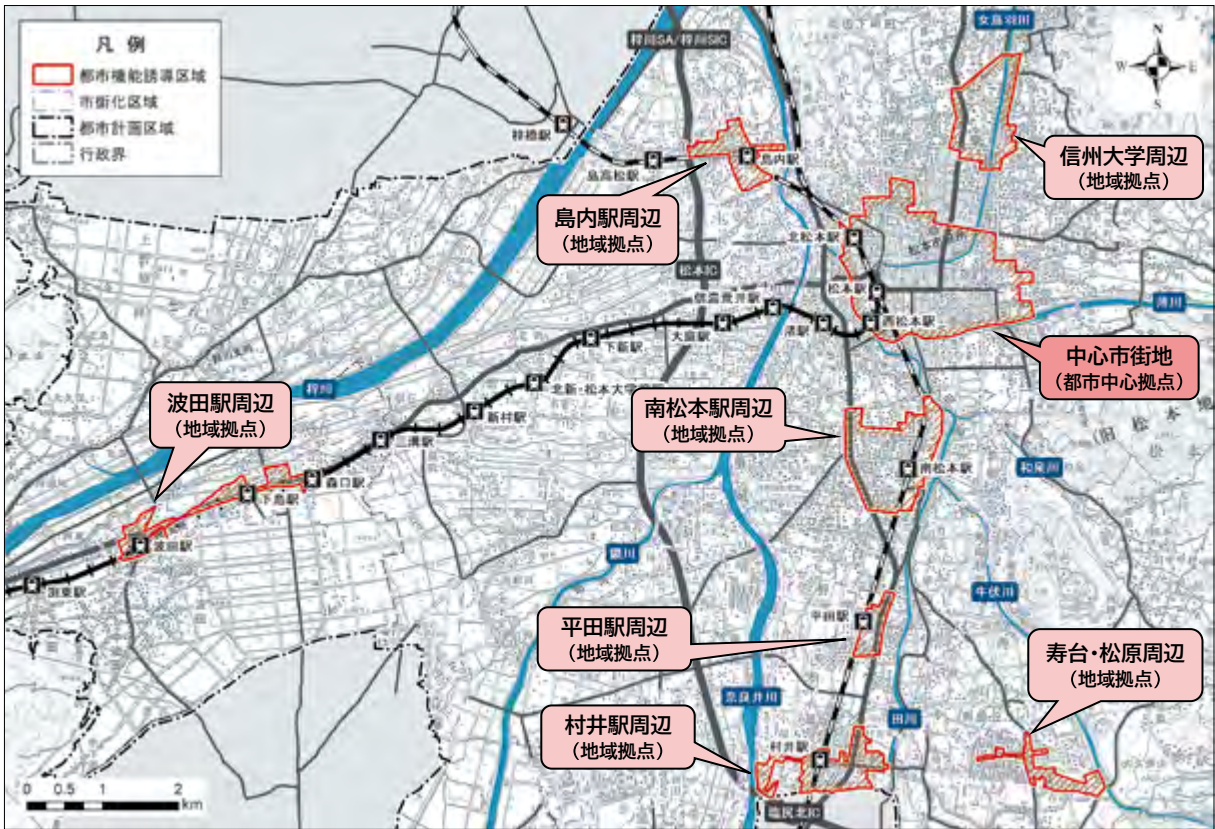 凡例
都市機能誘導区域
市街化区域
都市計画区域
行政界
梓川SA/梓川SIC
女鳥羽川
N
W
E
S
梓橋駅
島高松駅
島内駅
信州大学周辺
(地域拠点)
島内駅周辺
(地域拠点)
北松本駅
松本IC
松本駅
信濃荒井駅
西松本駅
渚駅
大庭駅
下新駅
薄川
中心市街地
(都市中心拠点)
北新・松本大学前駅
梓川
新村駅
三溝駅
波田駅周辺
(地域拠点)
南松本駅周辺
(地域拠点)
南松本駅
和泉川
森口駅
下島駅
波田駅
渕東駅
鎖川
牛伏川
平田駅
平田駅周辺
(地域拠点)
寿台・松原周辺
(地域拠点)
奈良井川
田川
村井駅周辺
(地域拠点)
村井駅
塩尻北IC
0 0.5 1 2
km